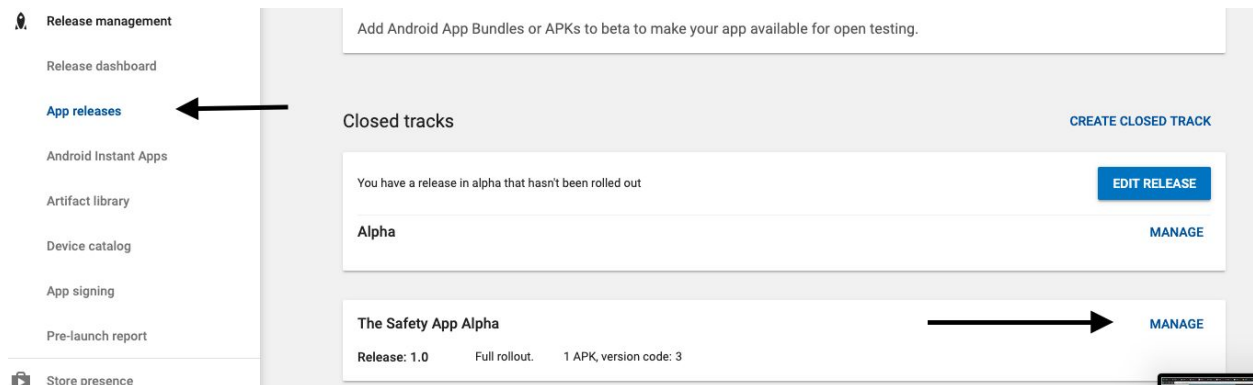 Release management
Release dashboard
App releases
Android Instant Apps
Artifact library
Device catalog
App signing
Pre-launch report
Store presence
Add Android App Bundles or APKs to beta to make your app available for open testing.
Closed tracks
CREATE CLOSED TRACK
You have a release in alpha that hasn't been rolled out
EDIT RELEASE
Alpha
MANAGE
The Safety App Alpha
MANAGE
Release: 1.0 Full rollout. 1 APK, version code: 3